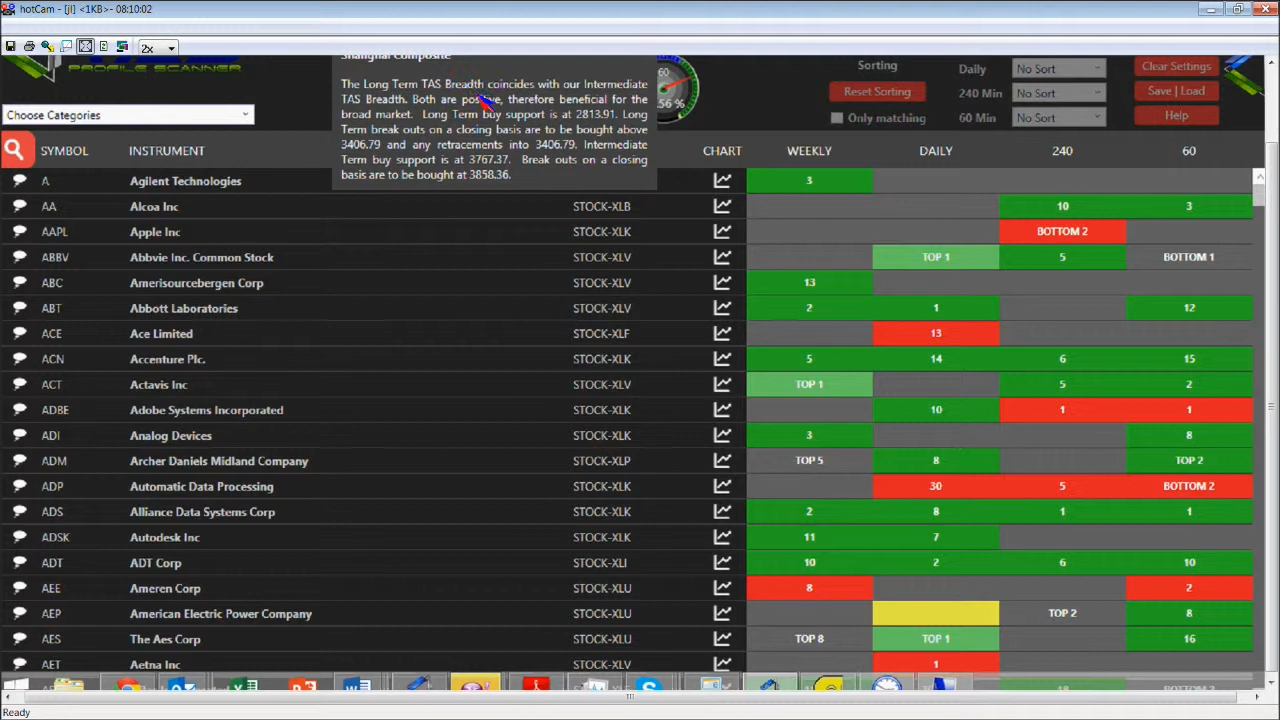 hotCam - [jl] <1KB>- 08:10:02
2x
PROFILE SCANNER
Shanghai Composite
The Long Term TAS Breadth coincides with our Intermediate
TAS Breadth. Both are positive, therefore beneficial for the
broad market. Long Term buy support is at 2813.91. Long
Term break outs on a closing basis are to be bought above
3406.79 and any retracements into 3406.79. Intermediate
Term buy support is at 3767.37. Break outs on a closing
basis are to be bought at 3858.36.
60
.56 %
Sorting
Reset Sorting
Only matching
Daily No Sort
240 Min No Sort
60 Min No Sort
Clear Settings
Save | Load
Help
Choose Categories
SYMBOL INSTRUMENT CHART WEEKLY DAILY 240 60
A Agilent Technologies 3
AA Alcoa Inc STOCK-XLB 10 3
AAPL Apple Inc STOCK-XLK BOTTOM 2
ABBV Abbvie Inc. Common Stock STOCK-XLV TOP 1 5 BOTTOM 1
ABC Amerisourcebergen Corp STOCK-XLV 13
ABT Abbott Laboratories STOCK-XLV 2 1 12
ACE Ace Limited STOCK-XLF 13
ACN Accenture Plc. STOCK-XLK 5 14 6 15
ACT Actavis Inc STOCK-XLV TOP 1 5 2
ADBE Adobe Systems Incorporated STOCK-XLK 10 1 1
ADI Analog Devices STOCK-XLK 3 8
ADM Archer Daniels Midland Company STOCK-XLP TOP 5 8 TOP 2
ADP Automatic Data Processing STOCK-XLK 30 5 BOTTOM 2
ADS Alliance Data Systems Corp STOCK-XLK 2 8 1 1
ADSK Autodesk Inc STOCK-XLK 11 7
ADT ADT Corp STOCK-XLI 10 2 6 10
AEE Ameren Corp STOCK-XLU 8 2
AEP American Electric Power Company STOCK-XLU TOP 2 8
AES The Aes Corp STOCK-XLU TOP 8 TOP 1 16
AET Aetna Inc STOCK-XLV 1
Ready